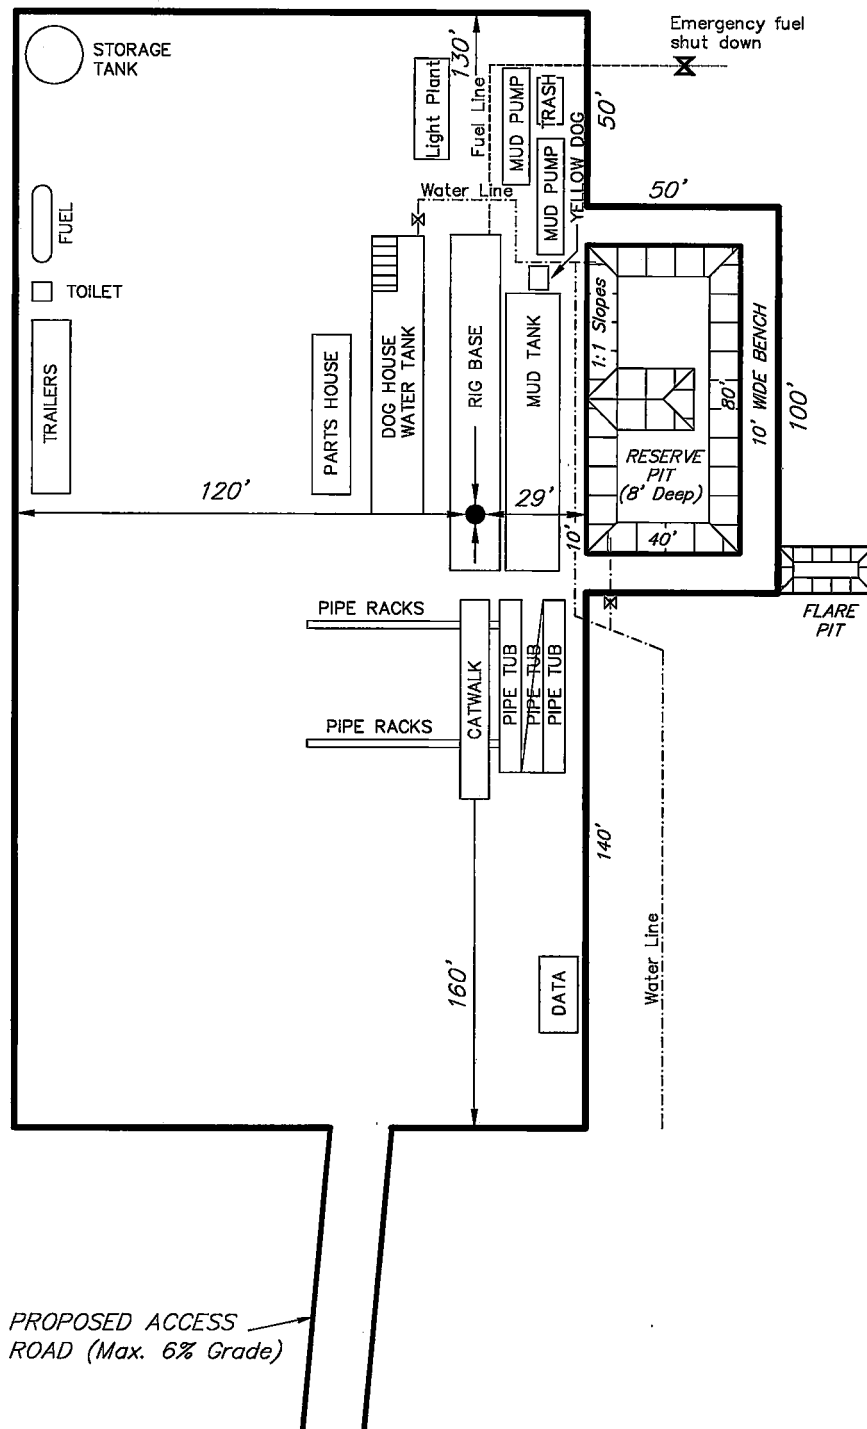 Emergency fuel
shut down
STORAGE
TANK
Light Plant
130'
Fuel Line
MUD PUMP
TRASH
50'
MUD PUMP
YELLOW DOG
Water Line
50'
FUEL
TOILET
TRAILERS
PARTS HOUSE
DOG HOUSE
WATER TANK
RIG BASE
MUD TANK
1:1 Slopes
80'
10' WIDE BENCH
100'
RESERVE
PIT
(8' Deep)
120'
29'
10'
40'
FLARE
PIT
PIPE RACKS
CATWALK
PIPE TUB
PIPE TUB
PIPE TUB
PIPE RACKS
140'
160'
DATA
Water Line
PROPOSED ACCESS
ROAD (Max. 6% Grade)